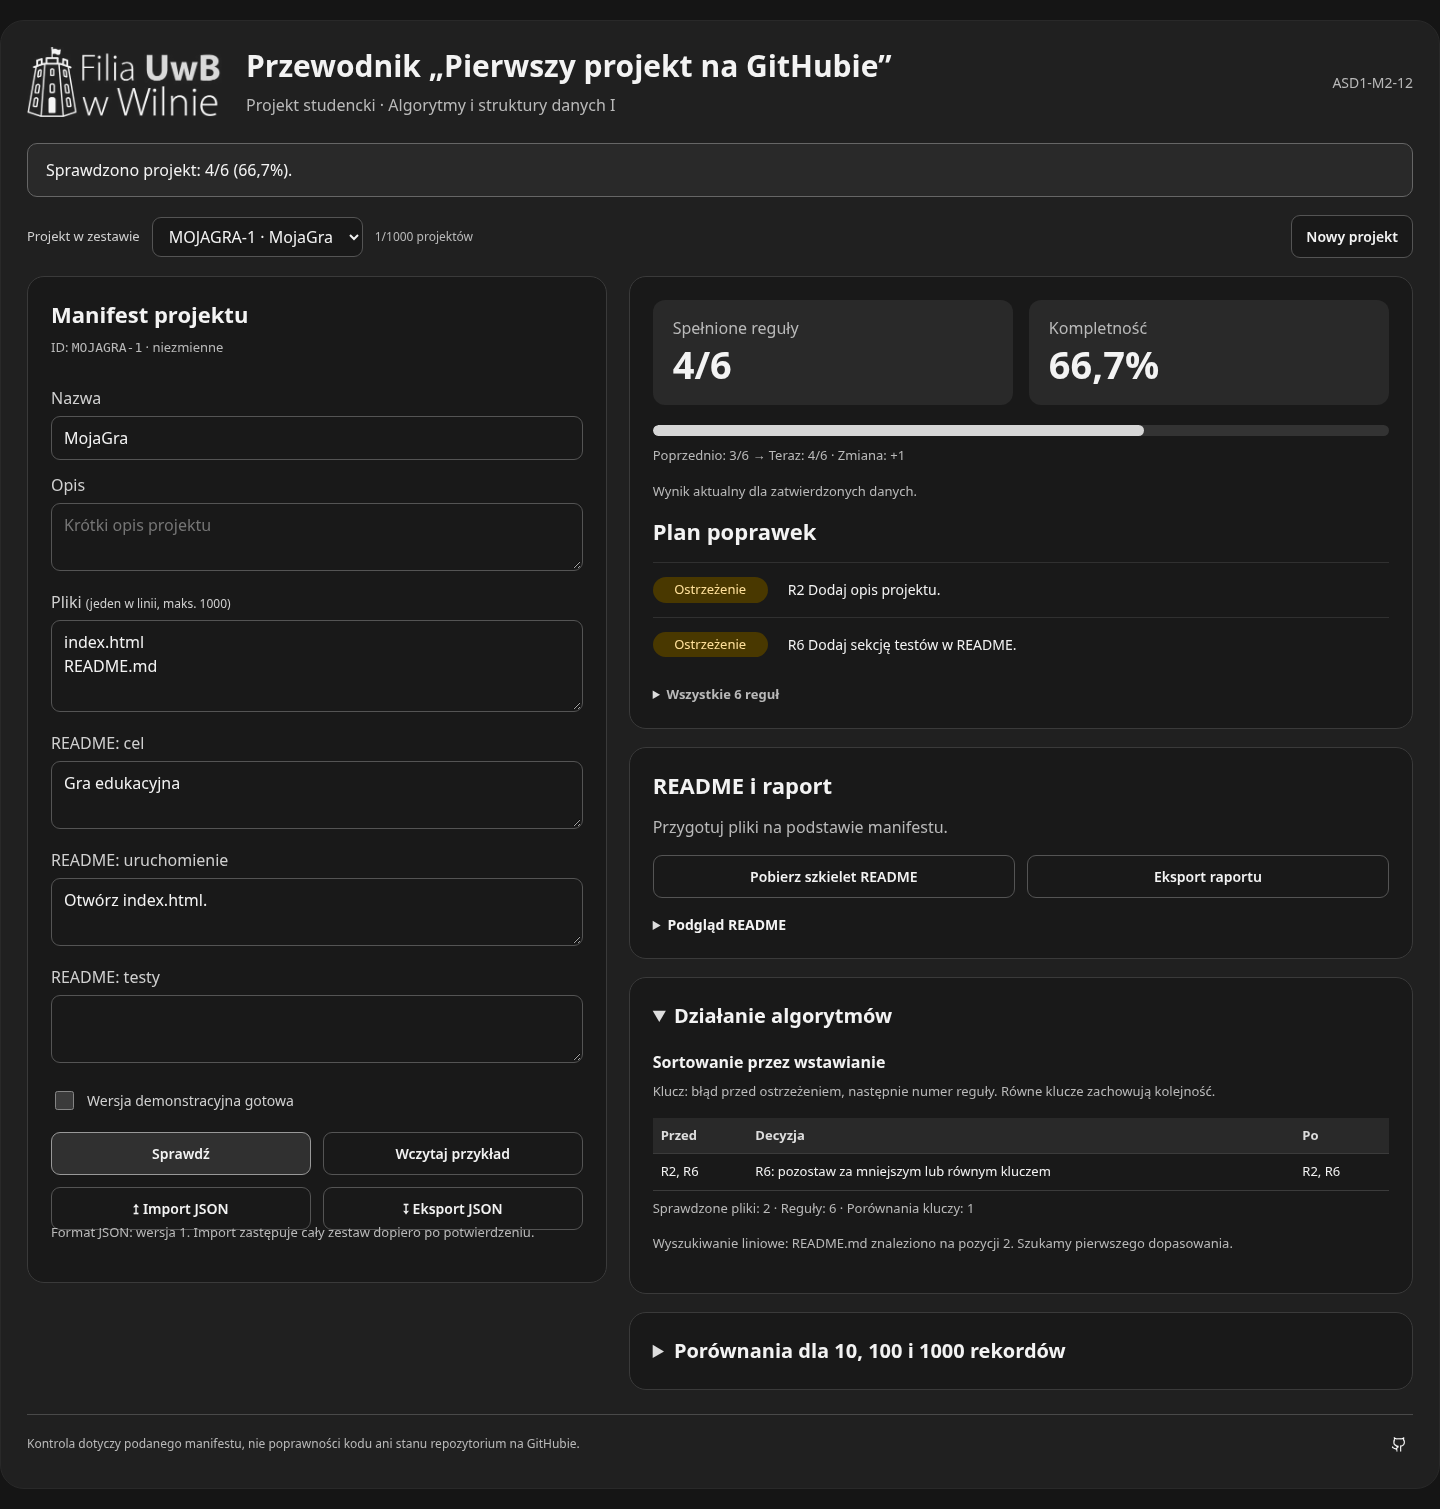 Filia UwB
w Wilnie
Przewodnik „Pierwszy projekt na GitHubie”
Projekt studencki · Algorytmy i struktury danych I
ASD1-M2-12
Sprawdzono projekt: 4/6 (66,7%).
Projekt w zestawie
MOJAGRA-1 · MojaGra
1/1000 projektów
Nowy projekt
Manifest projektu
ID: MOJAGRA-1 · niezmienne
Nazwa
MojaGra
Opis
Krótki opis projektu
Pliki (jeden w linii, maks. 1000)
index.html
README.md
README: cel
Gra edukacyjna
README: uruchomienie
Otwórz index.html.
README: testy
Wersja demonstracyjna gotowa
Sprawdź
Wczytaj przykład
↥ Import JSON
↧ Eksport JSON
Format JSON: wersja 1. Import zastępuje cały zestaw dopiero po potwierdzeniu.
Spełnione reguły
4/6
Kompletność
66,7%
Poprzednio: 3/6 → Teraz: 4/6 · Zmiana: +1
Wynik aktualny dla zatwierdzonych danych.
Plan poprawek
Ostrzeżenie R2 Dodaj opis projektu.
Ostrzeżenie R6 Dodaj sekcję testów w README.
▶ Wszystkie 6 reguł
README i raport
Przygotuj pliki na podstawie manifestu.
Pobierz szkielet README
Eksport raportu
▶ Podgląd README
▼ Działanie algorytmów
Sortowanie przez wstawianie
Klucz: błąd przed ostrzeżeniem, następnie numer reguły. Równe klucze zachowują kolejność.
Przed Decyzja Po
R2, R6 R6: pozostaw za mniejszym lub równym kluczem R2, R6
Sprawdzone pliki: 2 · Reguły: 6 · Porównania kluczy: 1
Wyszukiwanie liniowe: README.md znaleziono na pozycji 2. Szukamy pierwszego dopasowania.
▶ Porównania dla 10, 100 i 1000 rekordów
Kontrola dotyczy podanego manifestu, nie poprawności kodu ani stanu repozytorium na GitHubie.